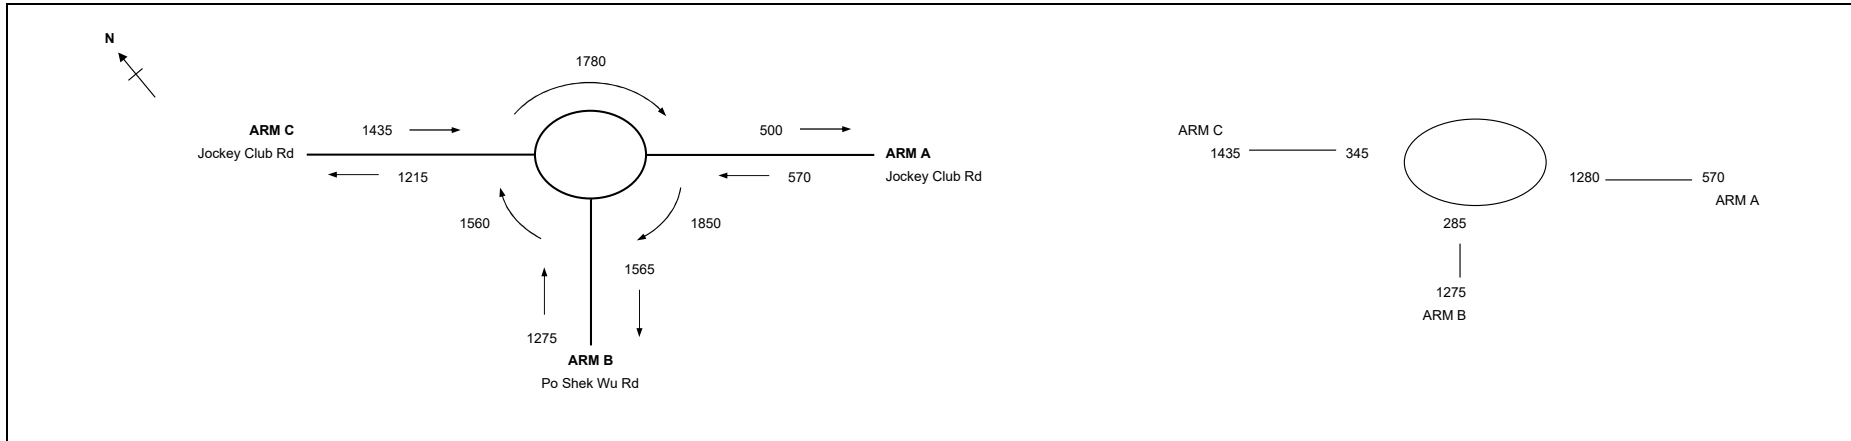 N
1780
ARM C
1435
500
Jockey Club Rd
ARM A
1215
570
Jockey Club Rd
1560
1850
1565
1275
ARM B
Po Shek Wu Rd
ARM C
1435
345
1280
570
ARM A
285
1275
ARM B